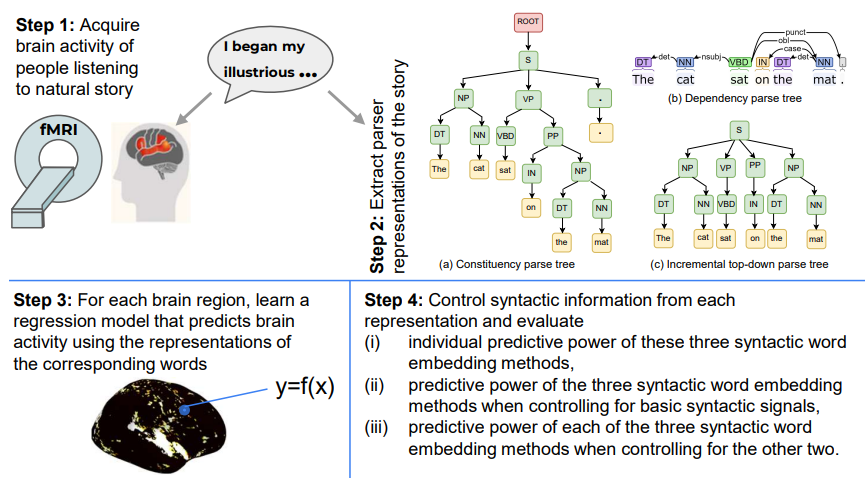 Step 1: Acquire
brain activity of
people listening
to natural story
I began my
illustrious ...
fMRI
Step 2: Extract parser
representations of the story
ROOT
S
NP VP .
DT NN VBD PP .
The cat sat IN NP
on DT NN
the mat
(a) Constituency parse tree
punct
obl
case
det nsubj det
DT NN VBD IN DT NN .
The cat sat on the mat .
(b) Dependency parse tree
S
NP VP PP NP
DT NN VBD IN DT NN
The cat sat on the mat
(c) Incremental top-down parse tree
Step 3: For each brain region, learn a
regression model that predicts brain
activity using the representations of
the corresponding words
y=f(x)
Step 4: Control syntactic information from each
representation and evaluate
(i) individual predictive power of these three syntactic word
embedding methods,
(ii) predictive power of the three syntactic word embedding
methods when controlling for basic syntactic signals,
(iii) predictive power of each of the three syntactic word
embedding methods when controlling for the other two.